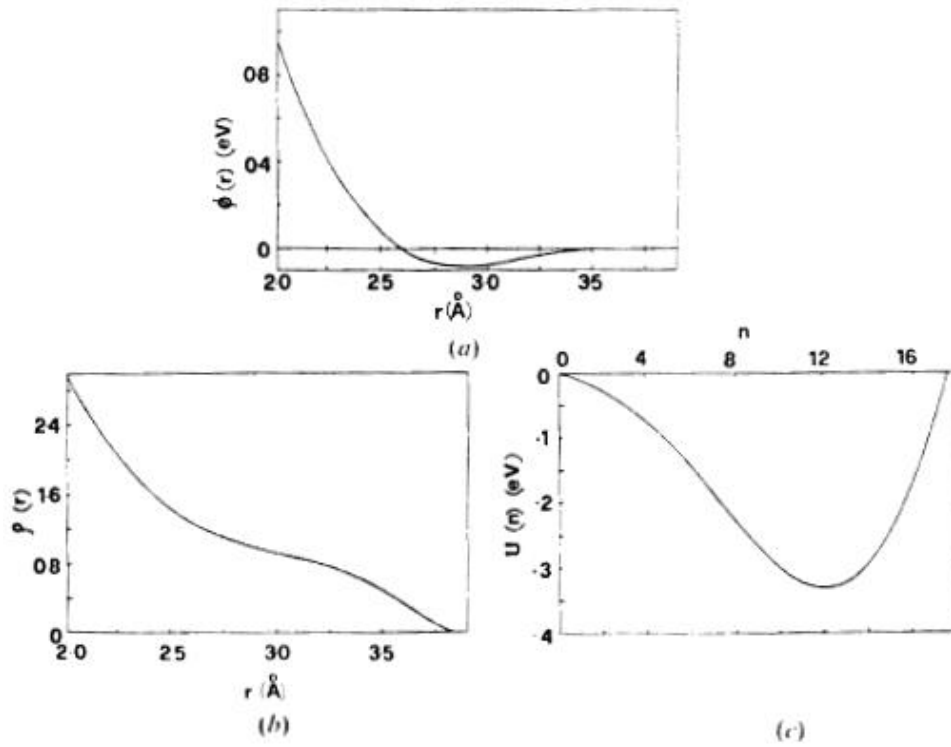 08
04
0
ϕ (r) (eV)
20 25 30 35
r (Å)
(a)
24
16
08
0
ρ (r)
2·0 25 30 35
r (Å)
(b)
n
0 4 8 12 16
0
-1
-2
-3
-4
U (n) (eV)
(c)